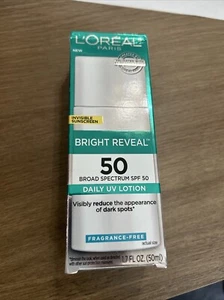 L'ORÉAL
PARIS
NEW
INVISIBLE
SUNSCREEN
BRIGHT REVEAL
50
BROAD SPECTRUM SPF 50
DAILY UV LOTION
Visibly reduce the appearance
of dark spots*
FRAGRANCE-FREE
1.7 FL. OZ. (50mL)